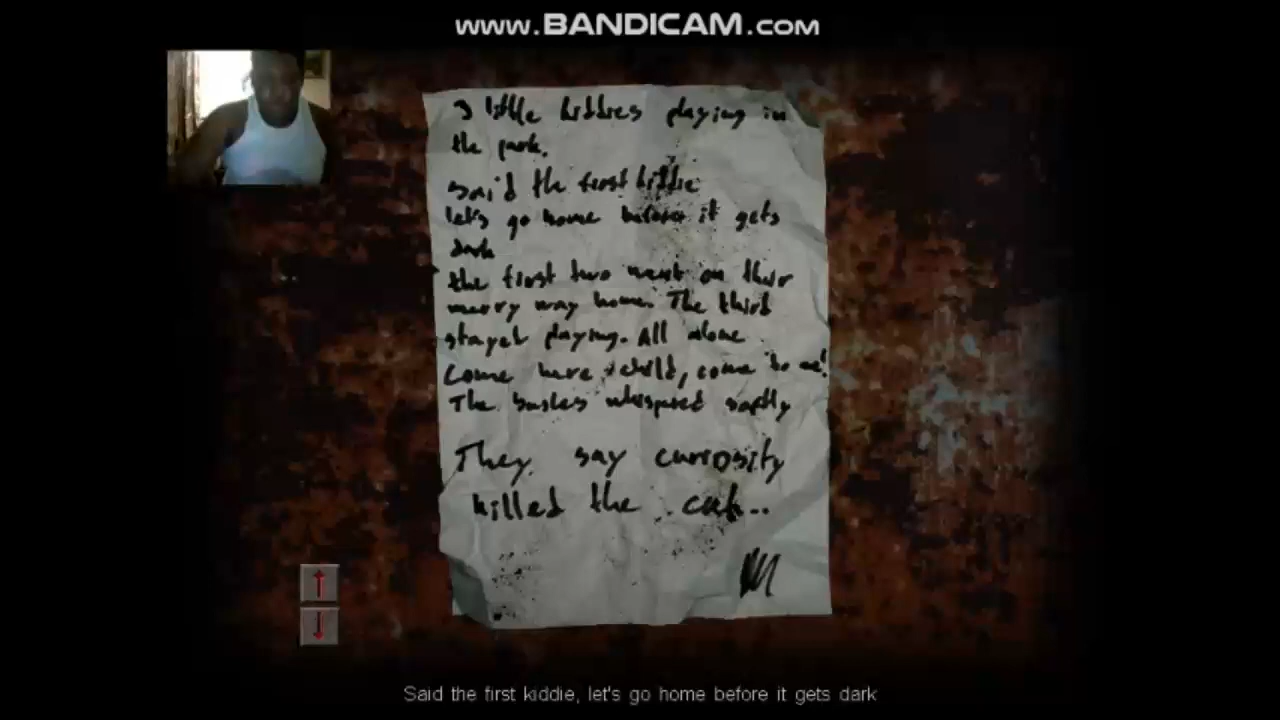 www.BANDICAM.com
3 little kiddies playing in
the park.
said the first kiddie
let's go home before it gets
dark
the first two went on their
merry way home. The third
stayed playing. All alone
Come here child, come to me!
The bushes whispered softly
They say curiosity
killed the cat..
Said the first kiddie, let's go home before it gets dark